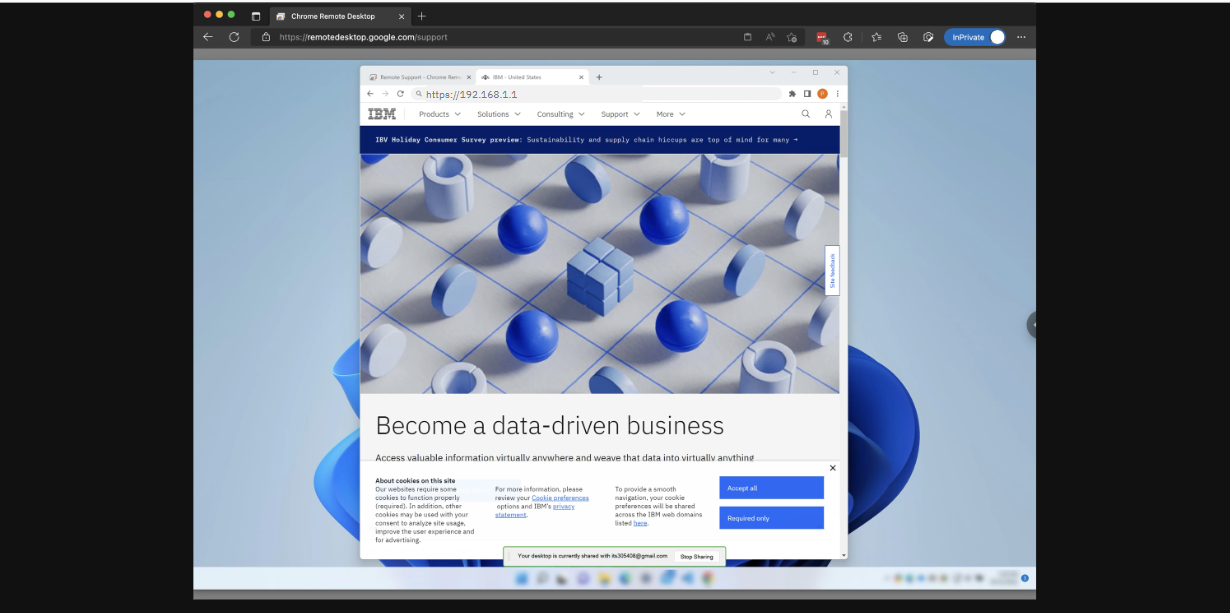 Chrome Remote Desktop
https://remotedesktop.google.com/support
InPrivate
10
Remote Support - Chrome Remo
IBM - United States
https://192.168.1.1
P
IBM
Products
Solutions
Consulting
Support
More
IBV Holiday Consumer Survey preview: Sustainability and supply chain hiccups are top of mind for many →
Site feedback
Become a data-driven business
Access valuable information virtually anywhere and weave that data into virtually anything
About cookies on this site
Our websites require some
cookies to function properly
(required). In addition, other
cookies may be used with your
consent to analyze site usage,
improve the user experience and
for advertising.
For more information, please
review your Cookie preferences
options and IBM's privacy
statement.
To provide a smooth
navigation, your cookie
preferences will be shared
across the IBM web domains
listed here.
Accept all
Required only
Your desktop is currently shared with its305408@gmail.com
Stop Sharing